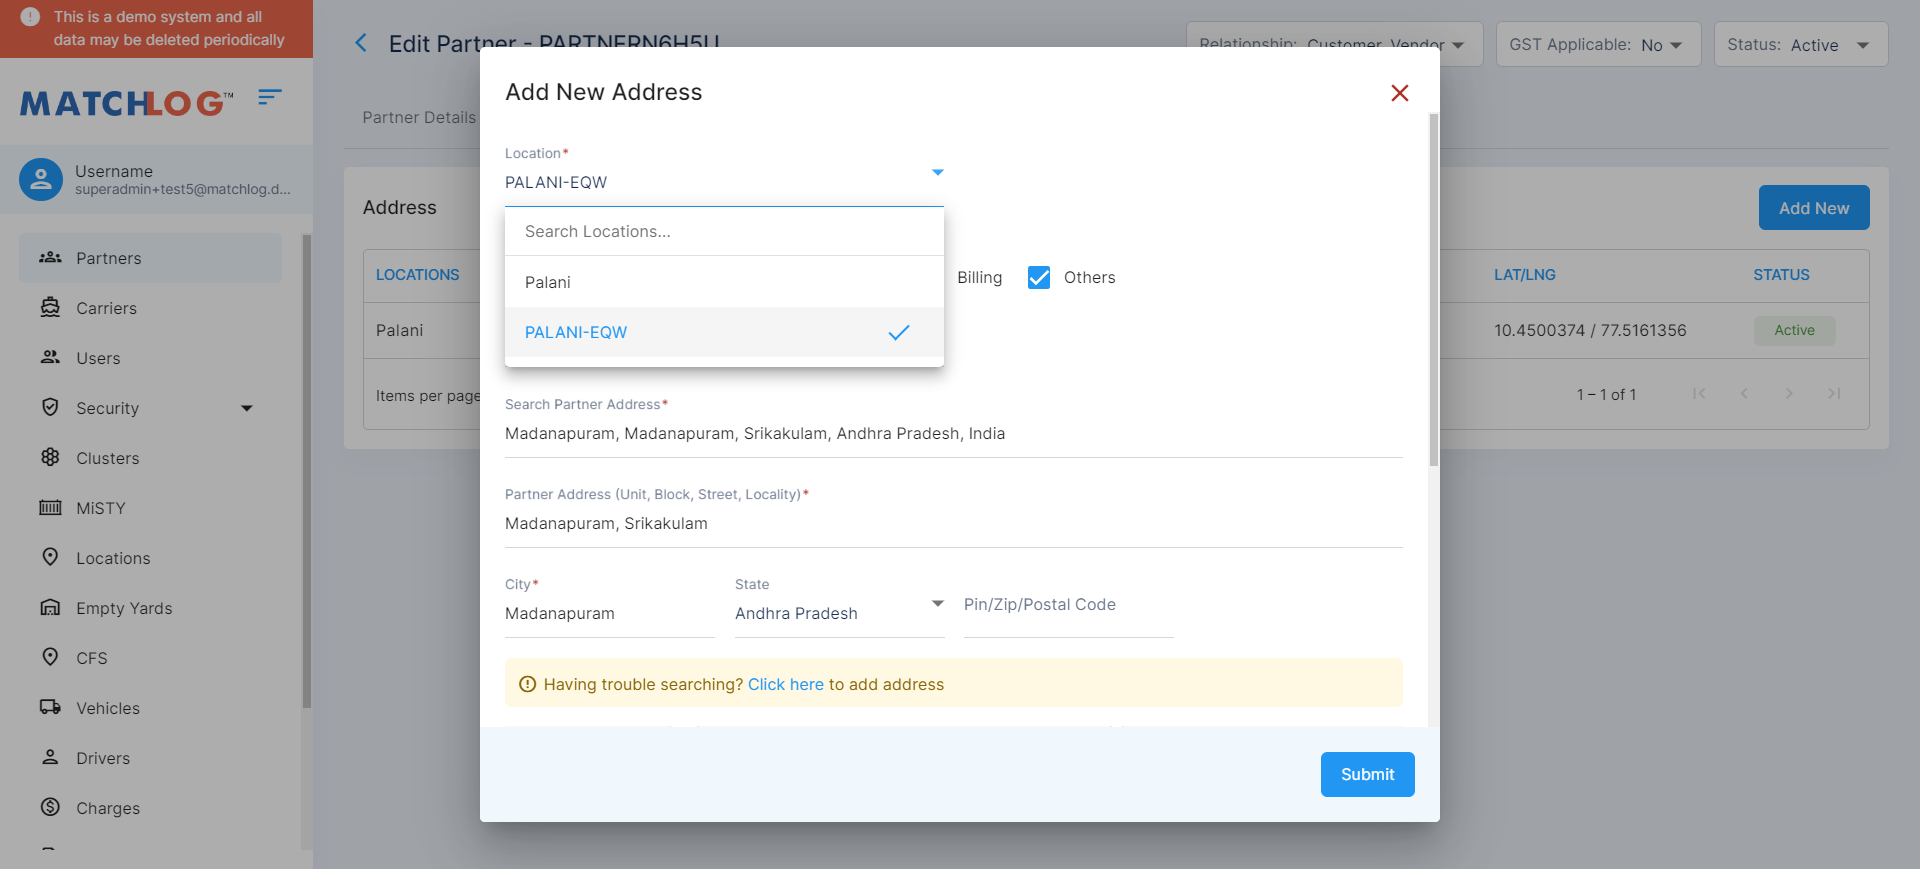 This is a demo system and all
data may be deleted periodically
MATCHLOG™
Username
superadmin+test5@matchlog.d...
Partners
Carriers
Users
Security
Clusters
MiSTY
Locations
Empty Yards
CFS
Vehicles
Drivers
Charges
Edit Partner - PARTNERN6H5U
Relationship: Customer, Vendor
GST Applicable: No
Status: Active
Partner Details
Address
Add New
LOCATIONS
LAT/LNG
STATUS
Palani
10.4500374 / 77.5161356
Active
Items per page
1 – 1 of 1
Add New Address
Location*
PALANI-EQW
Search Locations...
Palani
PALANI-EQW
Billing
Others
Search Partner Address*
Madanapuram, Madanapuram, Srikakulam, Andhra Pradesh, India
Partner Address (Unit, Block, Street, Locality)*
Madanapuram, Srikakulam
City*
Madanapuram
State
Andhra Pradesh
Pin/Zip/Postal Code
Having trouble searching? Click here to add address
Submit